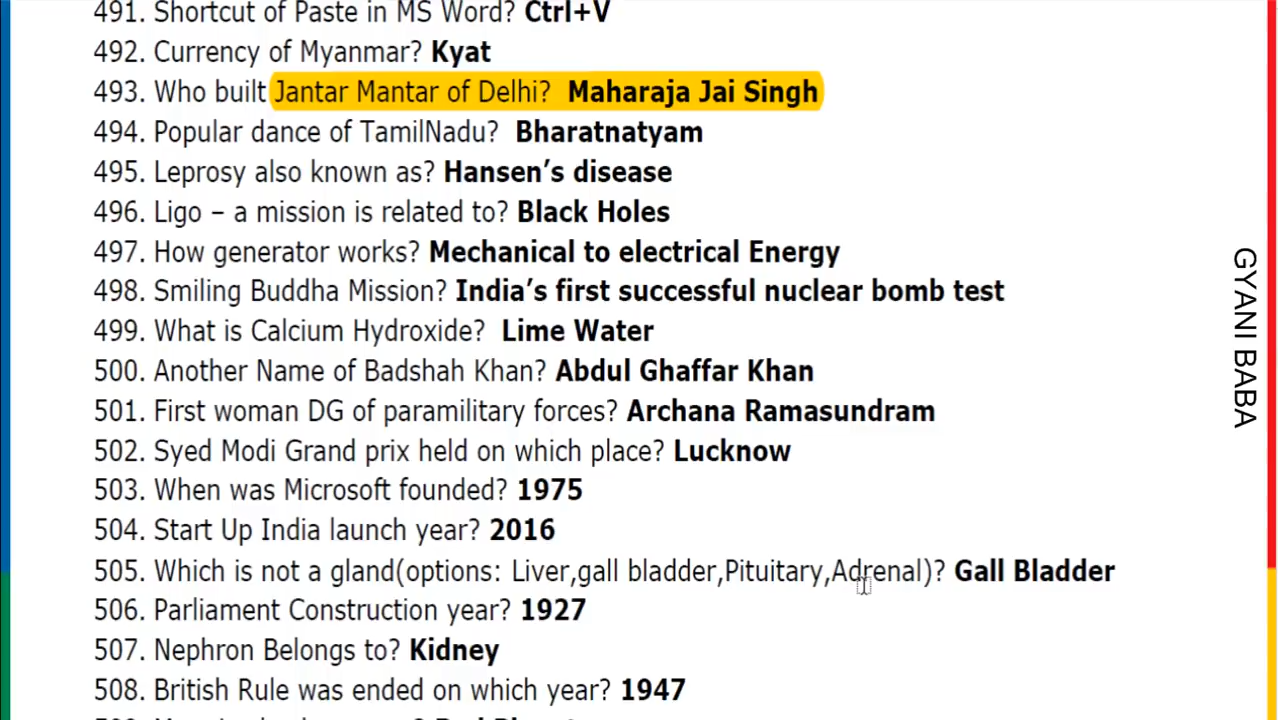 491. Shortcut of Paste in MS Word? Ctrl+V
492. Currency of Myanmar? Kyat
493. Who built Jantar Mantar of Delhi?  Maharaja Jai Singh
494. Popular dance of TamilNadu?  Bharatnatyam
495. Leprosy also known as? Hansen’s disease
496. Ligo – a mission is related to? Black Holes
497. How generator works? Mechanical to electrical Energy
498. Smiling Buddha Mission? India’s first successful nuclear bomb test
499. What is Calcium Hydroxide?  Lime Water
500. Another Name of Badshah Khan? Abdul Ghaffar Khan
501. First woman DG of paramilitary forces? Archana Ramasundram
502. Syed Modi Grand prix held on which place? Lucknow
503. When was Microsoft founded? 1975
504. Start Up India launch year? 2016
505. Which is not a gland(options: Liver,gall bladder,Pituitary,Adrenal)? Gall Bladder
506. Parliament Construction year? 1927
507. Nephron Belongs to? Kidney
508. British Rule was ended on which year? 1947
GYANI BABA